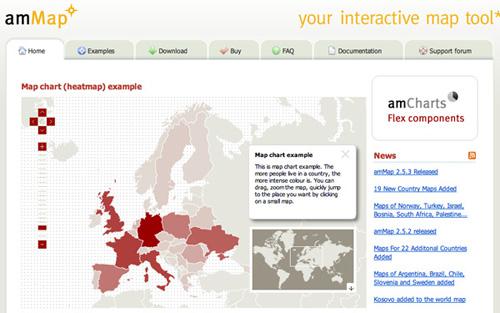 amMap
your interactive map tool*
Home
Examples
Download
Buy
FAQ
Documentation
Support forum
Map chart (heatmap) example
Map chart example
This is map chart example. The
more people live in a country, the
more intense colour is. You can
drag, zoom the map, quickly jump
to the place you want by clicking
on a small map.
amCharts
Flex components
News
amMap 2.5.3 Released
19 New Country Maps Added
Maps of Norway, Turkey, Israel,
Bosnia, South Africa, Palestine...
amMap 2.5.2 released
Maps For 22 Additonal Countries
Added
Maps of Argentina, Brazil, Chile,
Slovenia and Sweden added
Kosovo added to the world map